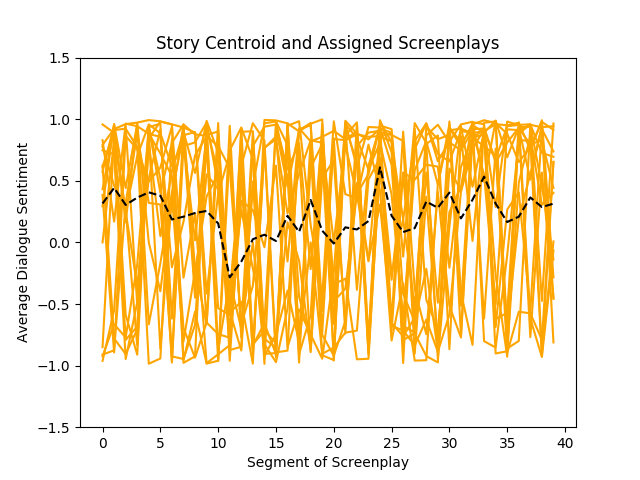 Story Centroid and Assigned Screenplays
1.5
1.0
0.5
0.0
−0.5
−1.0
−1.5
Average Dialogue Sentiment
0 5 10 15 20 25 30 35 40
Segment of Screenplay